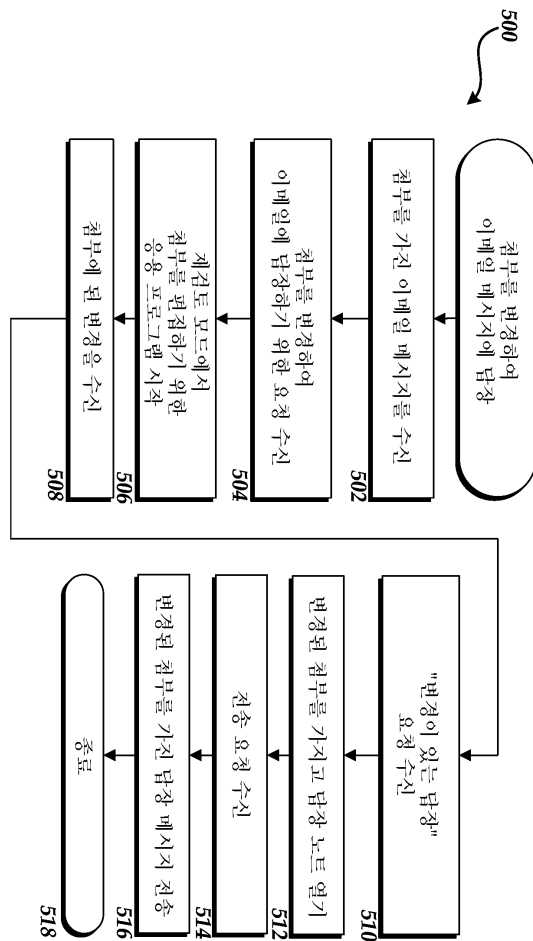 500
첨부를 변경하여
이메일 메시지에 답장
첨부를 가진 이메일 메시지를 수신
502
첨부를 변경하여
이메일에 답장하기 위한 요청 수신
504
재검토 모드에서
첨부를 편집하기 위한
응용 프로그램 시작
506
첨부에 된 변경을 수신
508
"변경이 있는 답장"
요청 수신
510
변경된 첨부를 가지고 답장 노트 열기
512
전송 요청 수신
514
변경된 첨부를 가진 답장 메시지 전송
516
종료
518